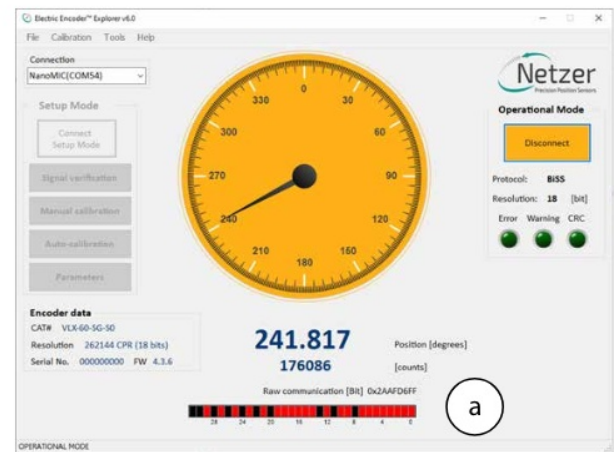 Electric Encoder™ Explorer v6.0
File Calibration Tools Help
Connection
NanoMIC(COM54)
Netzer
Precision Position Sensors
Setup Mode
Connect
Setup Mode
Signal verification
Manual calibration
Auto-calibration
Parameters
0
30
60
90
120
150
180
210
240
270
300
330
Operational Mode
Disconnect
Protocol: BiSS
Resolution: 18 [bit]
Error Warning CRC
Encoder data
CAT# VLX-60-SG-S0
Resolution 262144 CPR (18 bits)
Serial No. 000000000 FW 4.3.6
241.817 Position [degrees]
176086 [counts]
Raw communication [Bit] 0x2AAFD6FF
28 24 20 16 12 8 4 0
a
OPERATIONAL MODE